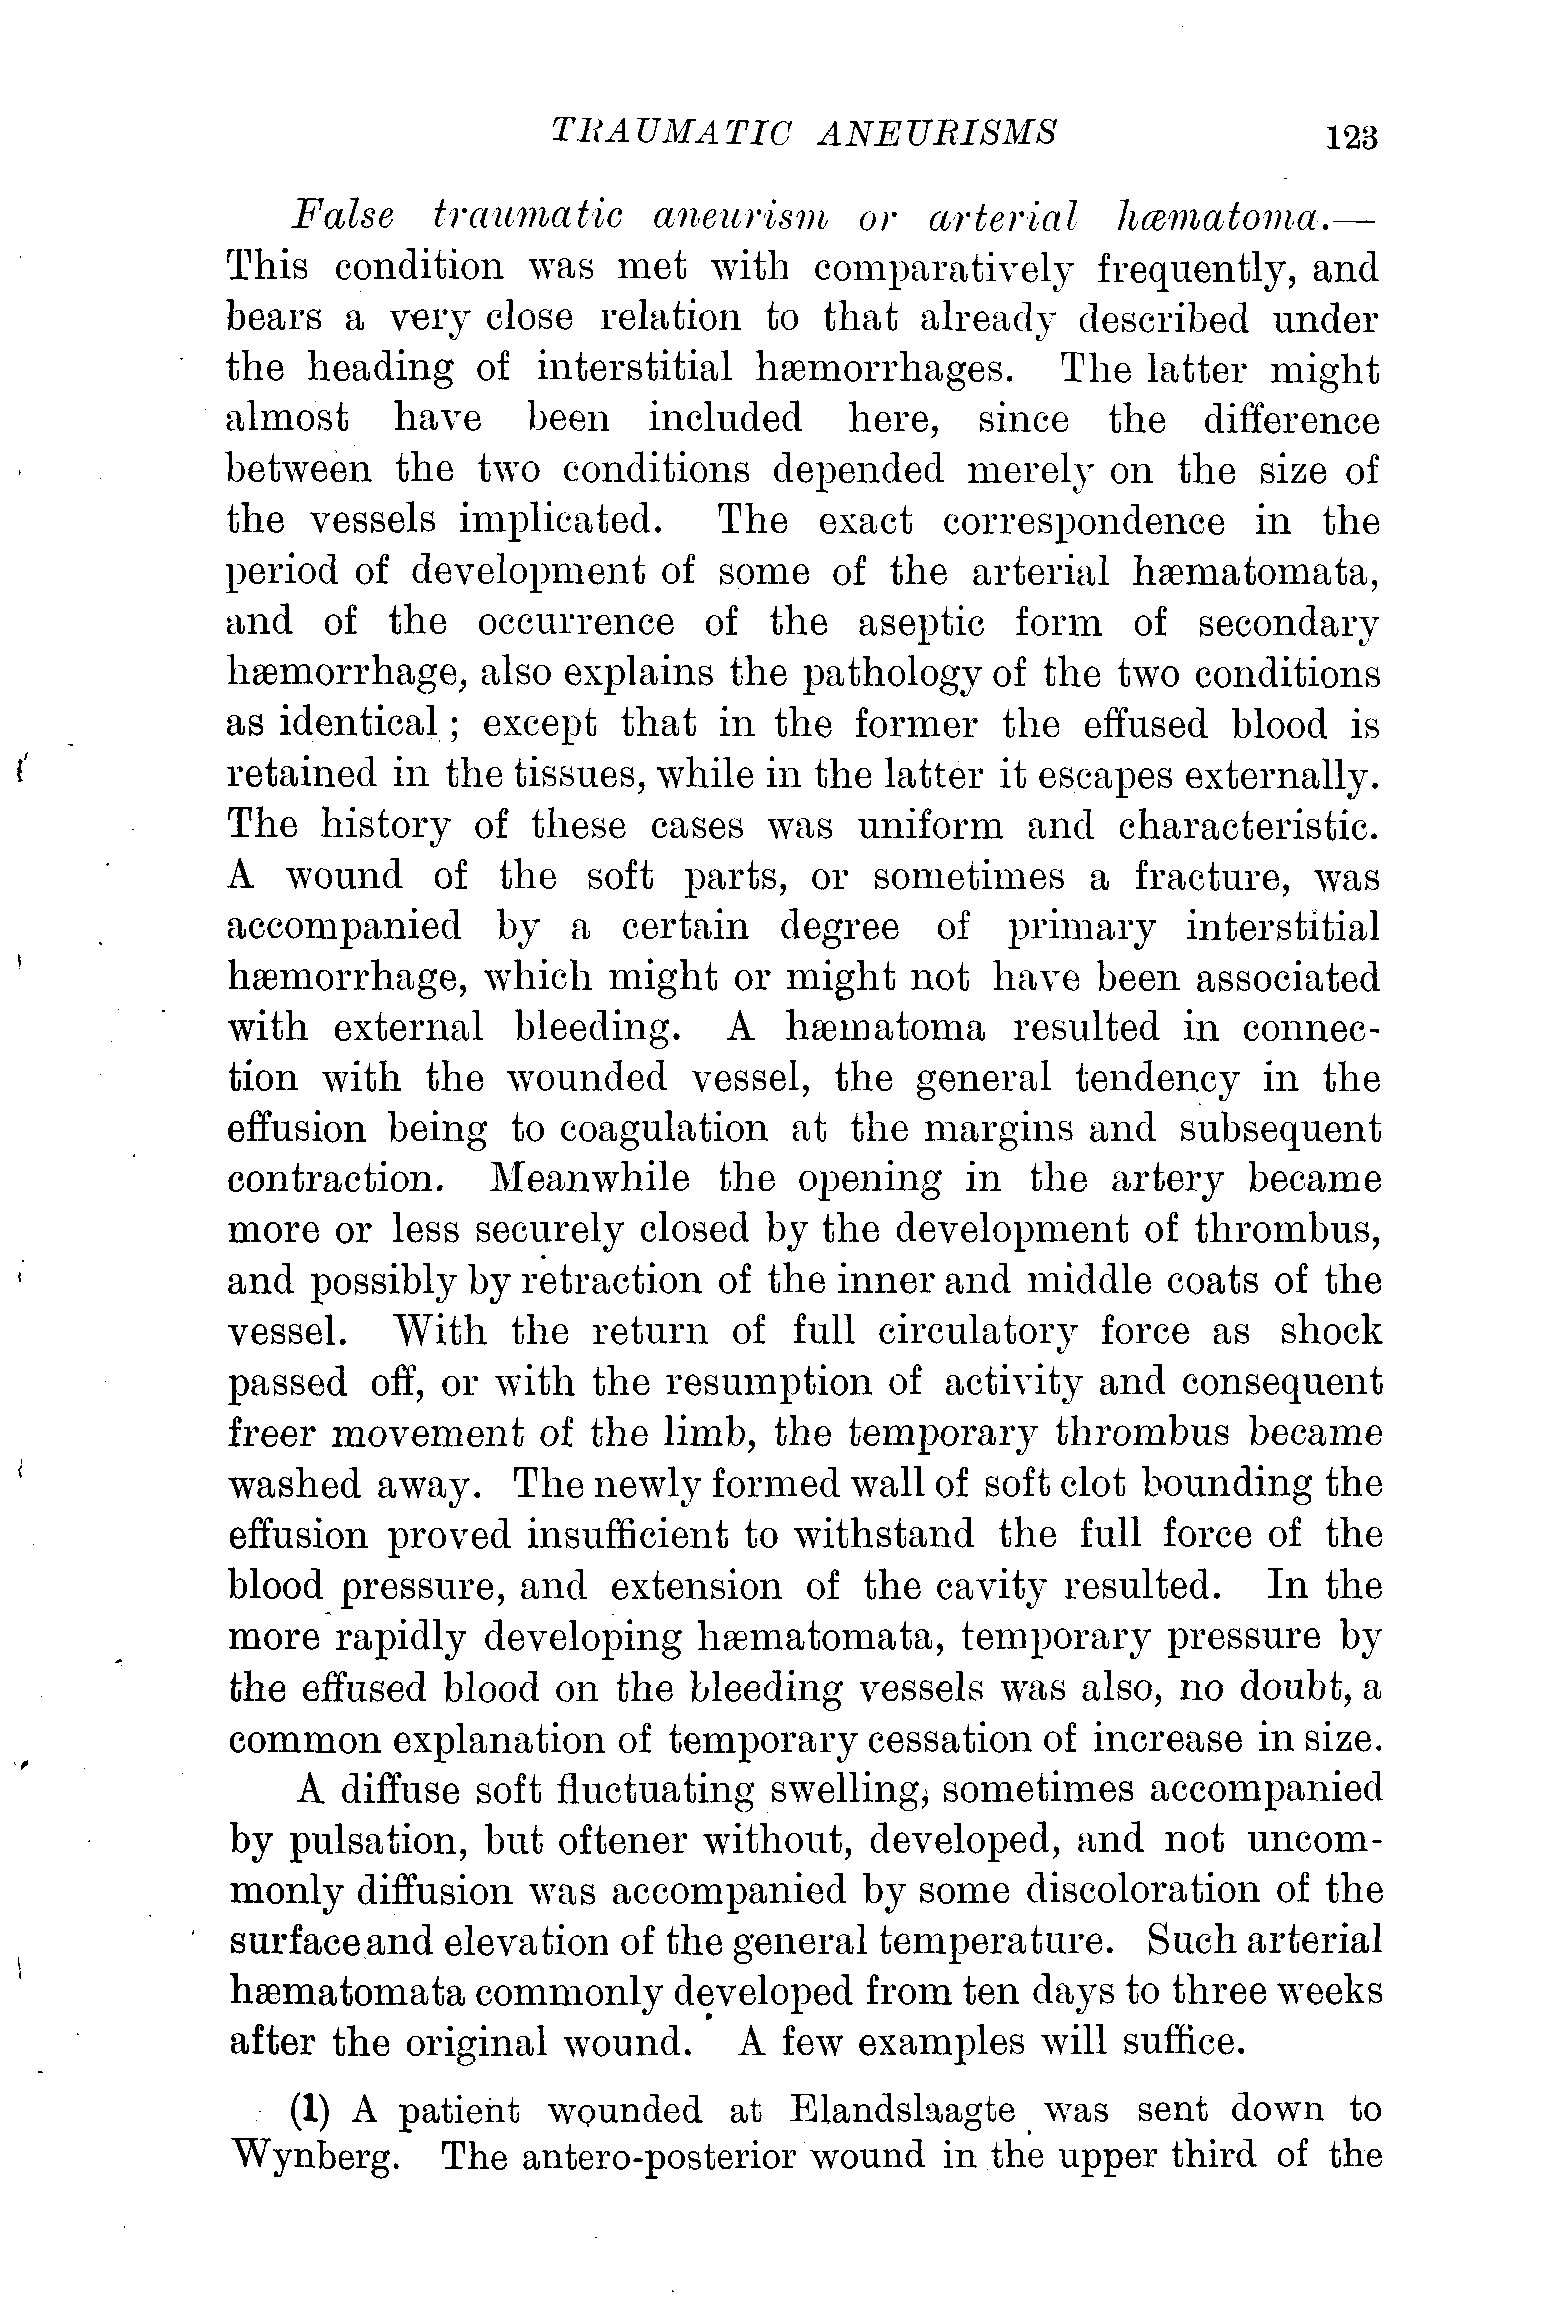 TRAUMATIC ANEURISMS 123
False traumatic aneurism or arterial hæmatoma.—
This condition was met with comparatively frequently, and
bears a very close relation to that already described under
the heading of interstitial hæmorrhages. The latter might
almost have been included here, since the difference
between the two conditions depended merely on the size of
the vessels implicated. The exact correspondence in the
period of development of some of the arterial hæmatomata,
and of the occurrence of the aseptic form of secondary
hæmorrhage, also explains the pathology of the two conditions
as identical; except that in the former the effused blood is
retained in the tissues, while in the latter it escapes externally.
The history of these cases was uniform and characteristic.
A wound of the soft parts, or sometimes a fracture, was
accompanied by a certain degree of primary interstitial
hæmorrhage, which might or might not have been associated
with external bleeding. A hæmatoma resulted in connec-
tion with the wounded vessel, the general tendency in the
effusion being to coagulation at the margins and subsequent
contraction. Meanwhile the opening in the artery became
more or less securely closed by the development of thrombus,
and possibly by retraction of the inner and middle coats of the
vessel. With the return of full circulatory force as shock
passed off, or with the resumption of activity and consequent
freer movement of the limb, the temporary thrombus became
washed away. The newly formed wall of soft clot bounding the
effusion proved insufficient to withstand the full force of the
blood pressure, and extension of the cavity resulted. In the
more rapidly developing hæmatomata, temporary pressure by
the effused blood on the bleeding vessels was also, no doubt, a
common explanation of temporary cessation of increase in size.
A diffuse soft fluctuating swelling, sometimes accompanied
by pulsation, but oftener without, developed, and not uncom-
monly diffusion was accompanied by some discoloration of the
surface and elevation of the general temperature. Such arterial
hæmatomata commonly developed from ten days to three weeks
after the original wound. A few examples will suffice.
(1) A patient wounded at Elandslaagte was sent down to
Wynberg. The antero-posterior wound in the upper third of the